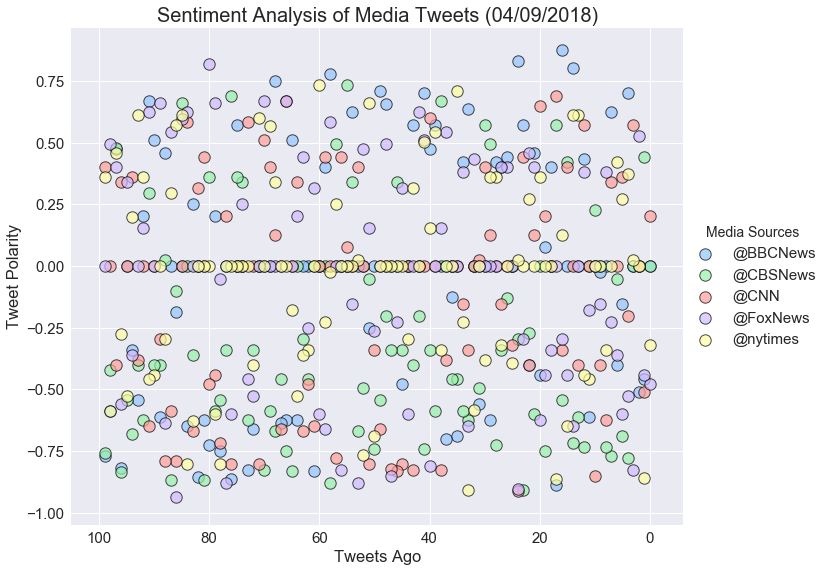 Sentiment Analysis of Media Tweets (04/09/2018)
Tweet Polarity
0.75
0.50
0.25
0.00
−0.25
−0.50
−0.75
−1.00
100 80 60 40 20 0
Tweets Ago
Media Sources
@BBCNews
@CBSNews
@CNN
@FoxNews
@nytimes